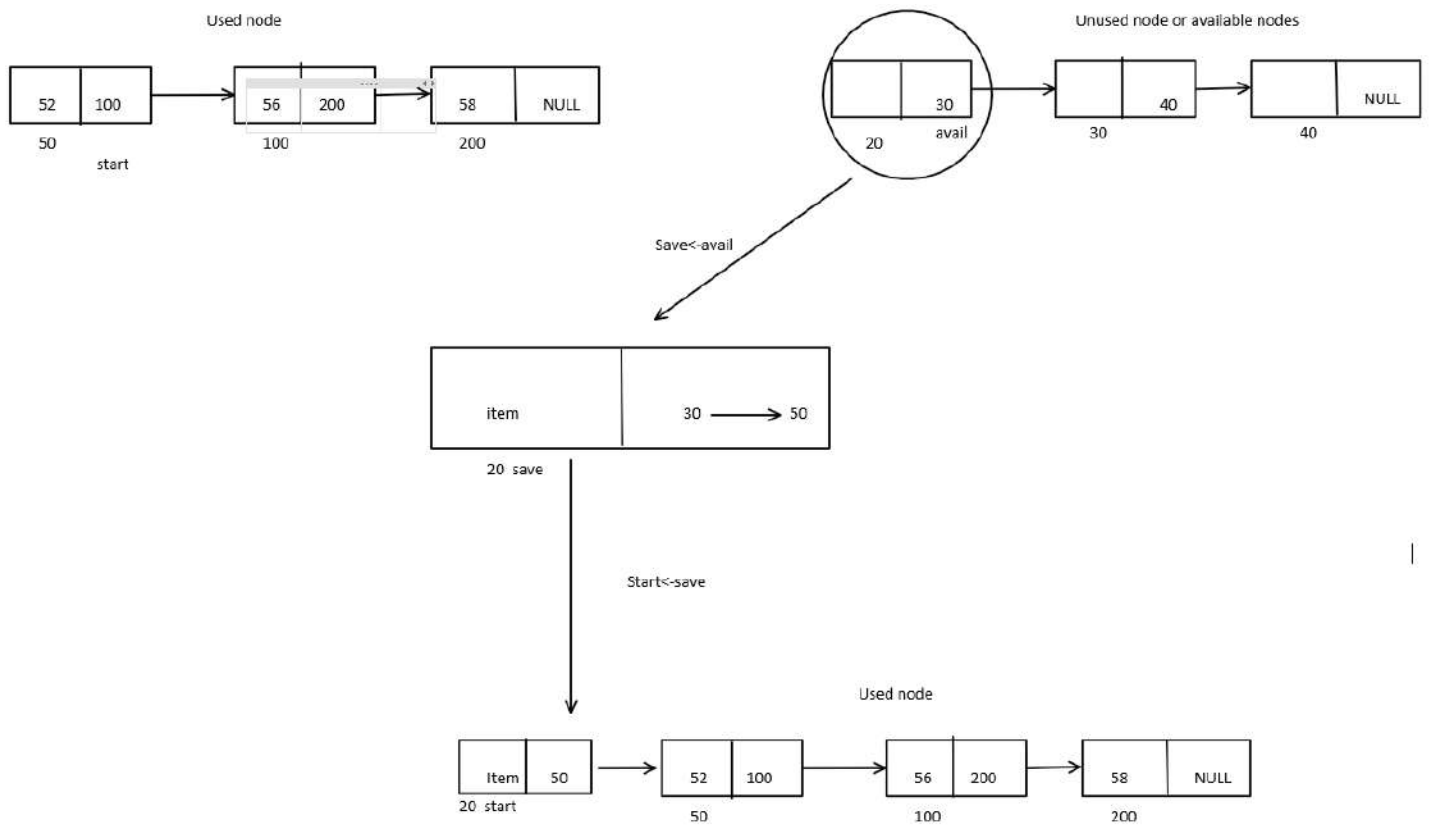 Used node
Unused node or available nodes
52 100
56 200
58 NULL
30
40
NULL
50
100
200
20
avail
30
40
start
Save<-avail
item 30 50
20 save
Start<-save
Used node
Item 50
52 100
56 200
58 NULL
20 start
50
100
200